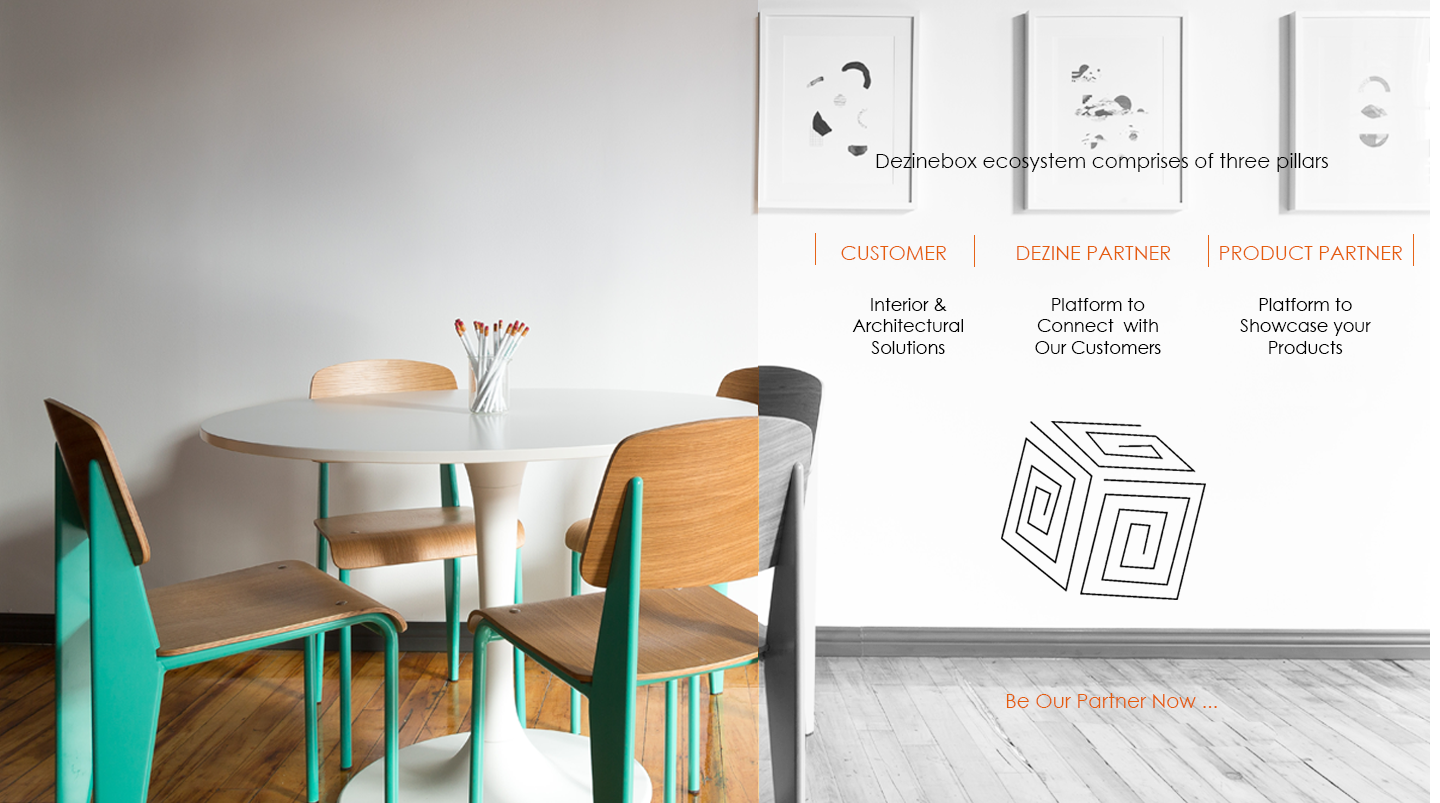 Dezinebox ecosystem comprises of three pillars
CUSTOMER
DEZINE PARTNER
PRODUCT PARTNER
Interior &
Architectural
Solutions
Platform to
Connect with
Our Customers
Platform to
Showcase your
Products
Be Our Partner Now ...